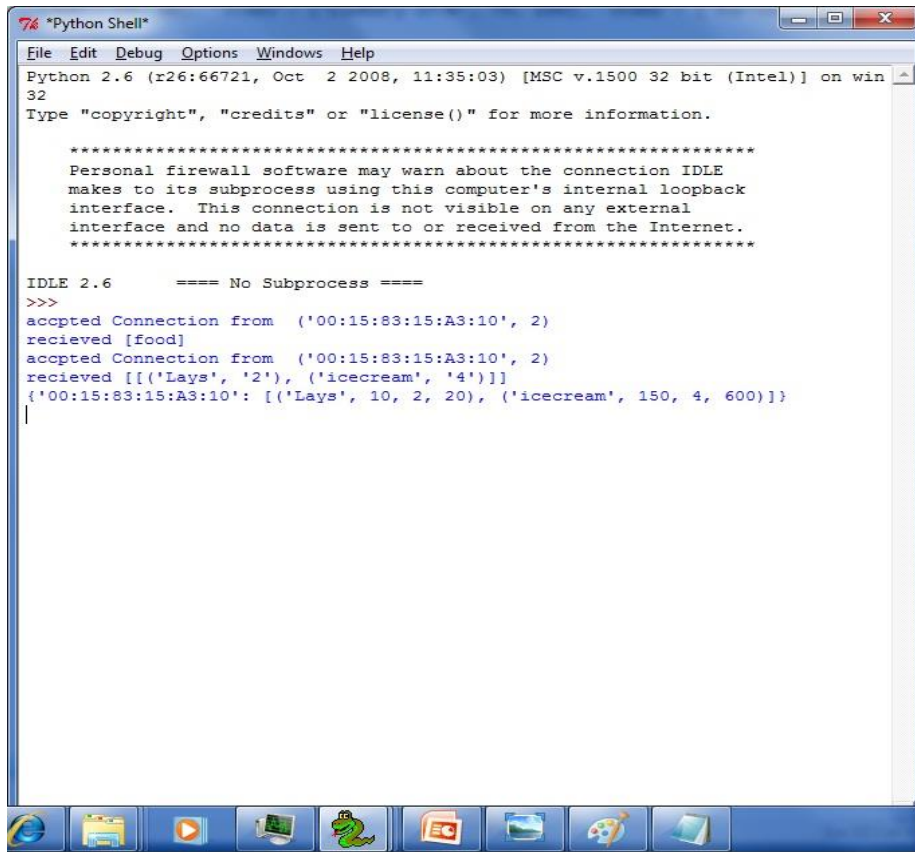 *Python Shell*
File Edit Debug Options Windows Help
Python 2.6 (r26:66721, Oct  2 2008, 11:35:03) [MSC v.1500 32 bit (Intel)] on win
32
Type "copyright", "credits" or "license()" for more information.
****************************************************************
Personal firewall software may warn about the connection IDLE
makes to its subprocess using this computer's internal loopback
interface.  This connection is not visible on any external
interface and no data is sent to or received from the Internet.
****************************************************************
IDLE 2.6      ==== No Subprocess ====
>>>
accpted Connection from  ('00:15:83:15:A3:10', 2)
recieved [food]
accpted Connection from  ('00:15:83:15:A3:10', 2)
recieved [[('Lays', '2'), ('icecream', '4')]]
{'00:15:83:15:A3:10': [('Lays', 10, 2, 20), ('icecream', 150, 4, 600)]}